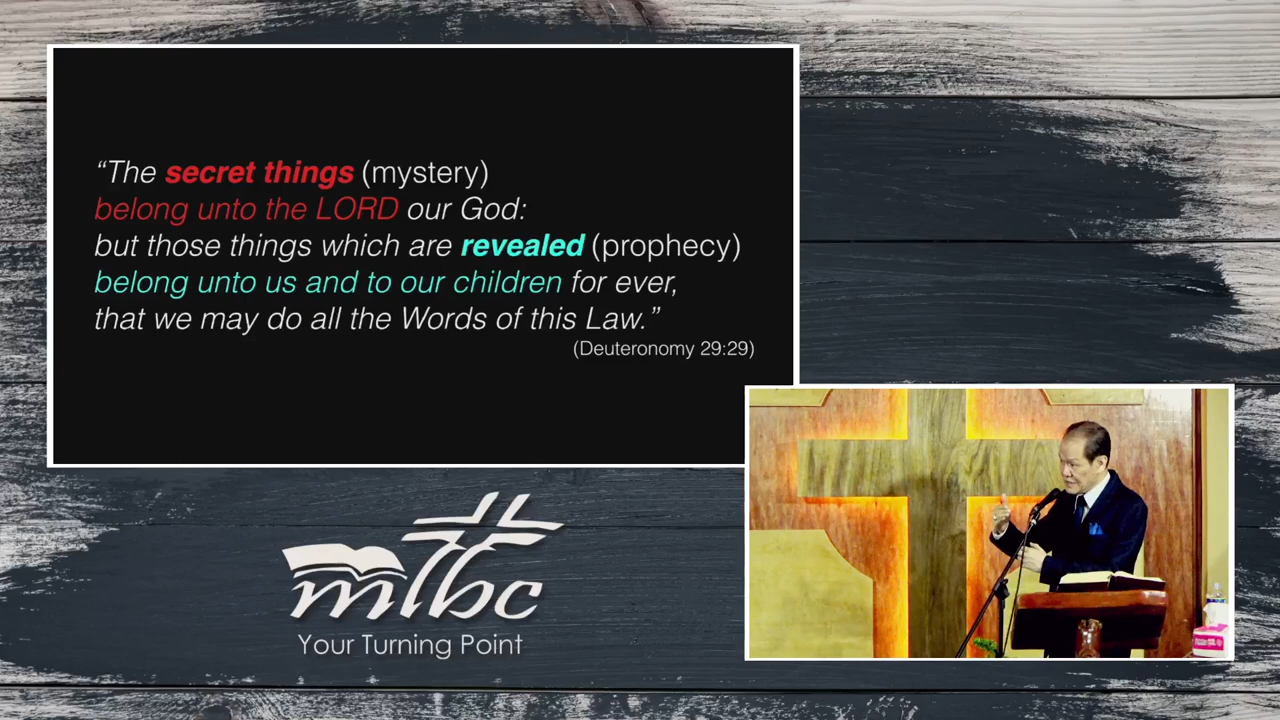 “The secret things (mystery)
belong unto the LORD our God:
but those things which are revealed (prophecy)
belong unto us and to our children for ever,
that we may do all the Words of this Law.”
(Deuteronomy 29:29)
mlbc
Your Turning Point